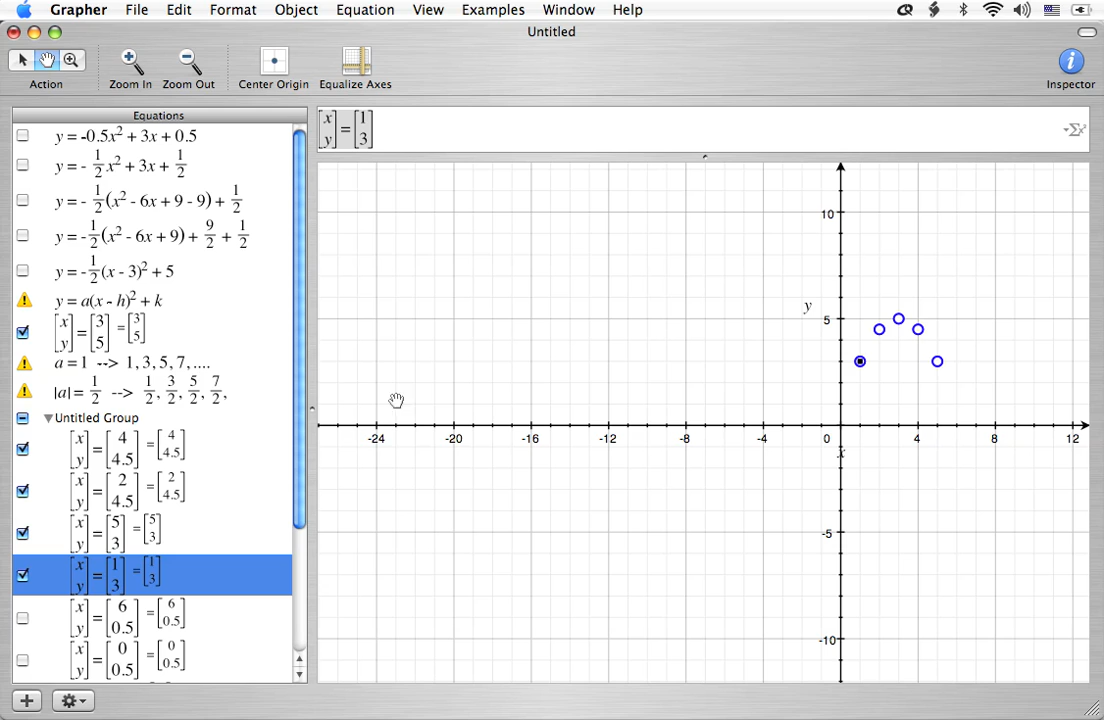 Grapher File Edit Format Object Equation View Examples Window Help
Untitled
Action Zoom In Zoom Out Center Origin Equalize Axes Inspector
Equations
y = -0.5x² + 3x + 0.5
y = - 1/2 x² + 3x + 1/2
y = - 1/2 (x² - 6x + 9 - 9) + 1/2
y = - 1/2 (x² - 6x + 9) + 9/2 + 1/2
y = - 1/2 (x - 3)² + 5
y = a(x - h)² + k
[x y] = [3 5] = [3 5]
a = 1 --> 1, 3, 5, 7, ....
|a| = 1/2 --> 1/2, 3/2, 5/2, 7/2,
Untitled Group
[x y] = [4 4.5] = [4 4.5]
[x y] = [2 4.5] = [2 4.5]
[x y] = [5 3] = [5 3]
[x y] = [1 3] = [1 3]
[x y] = [6 0.5] = [6 0.5]
[x y] = [0 0.5] = [0 0.5]
[x y] = [1 3]
Σx²
10
y
5
-24 -20 -16 -12 -8 -4 0 4 8 12
x
-5
-10